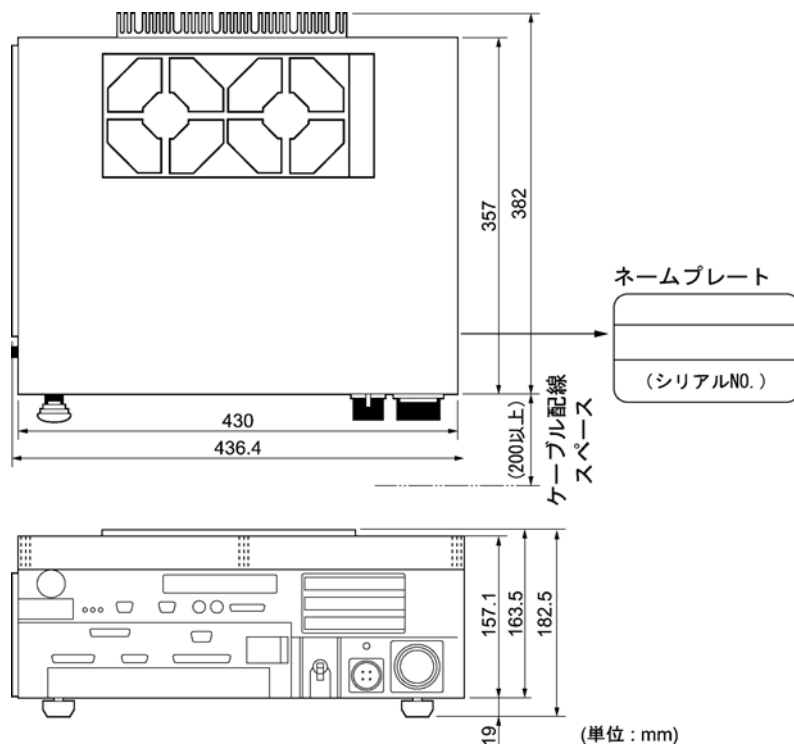 357
382
ネームプレート
(シリアルNO.)
430
436.4
(200以上)
ケーブル配線
スペース
157.1
163.5
182.5
19
(単位：mm)